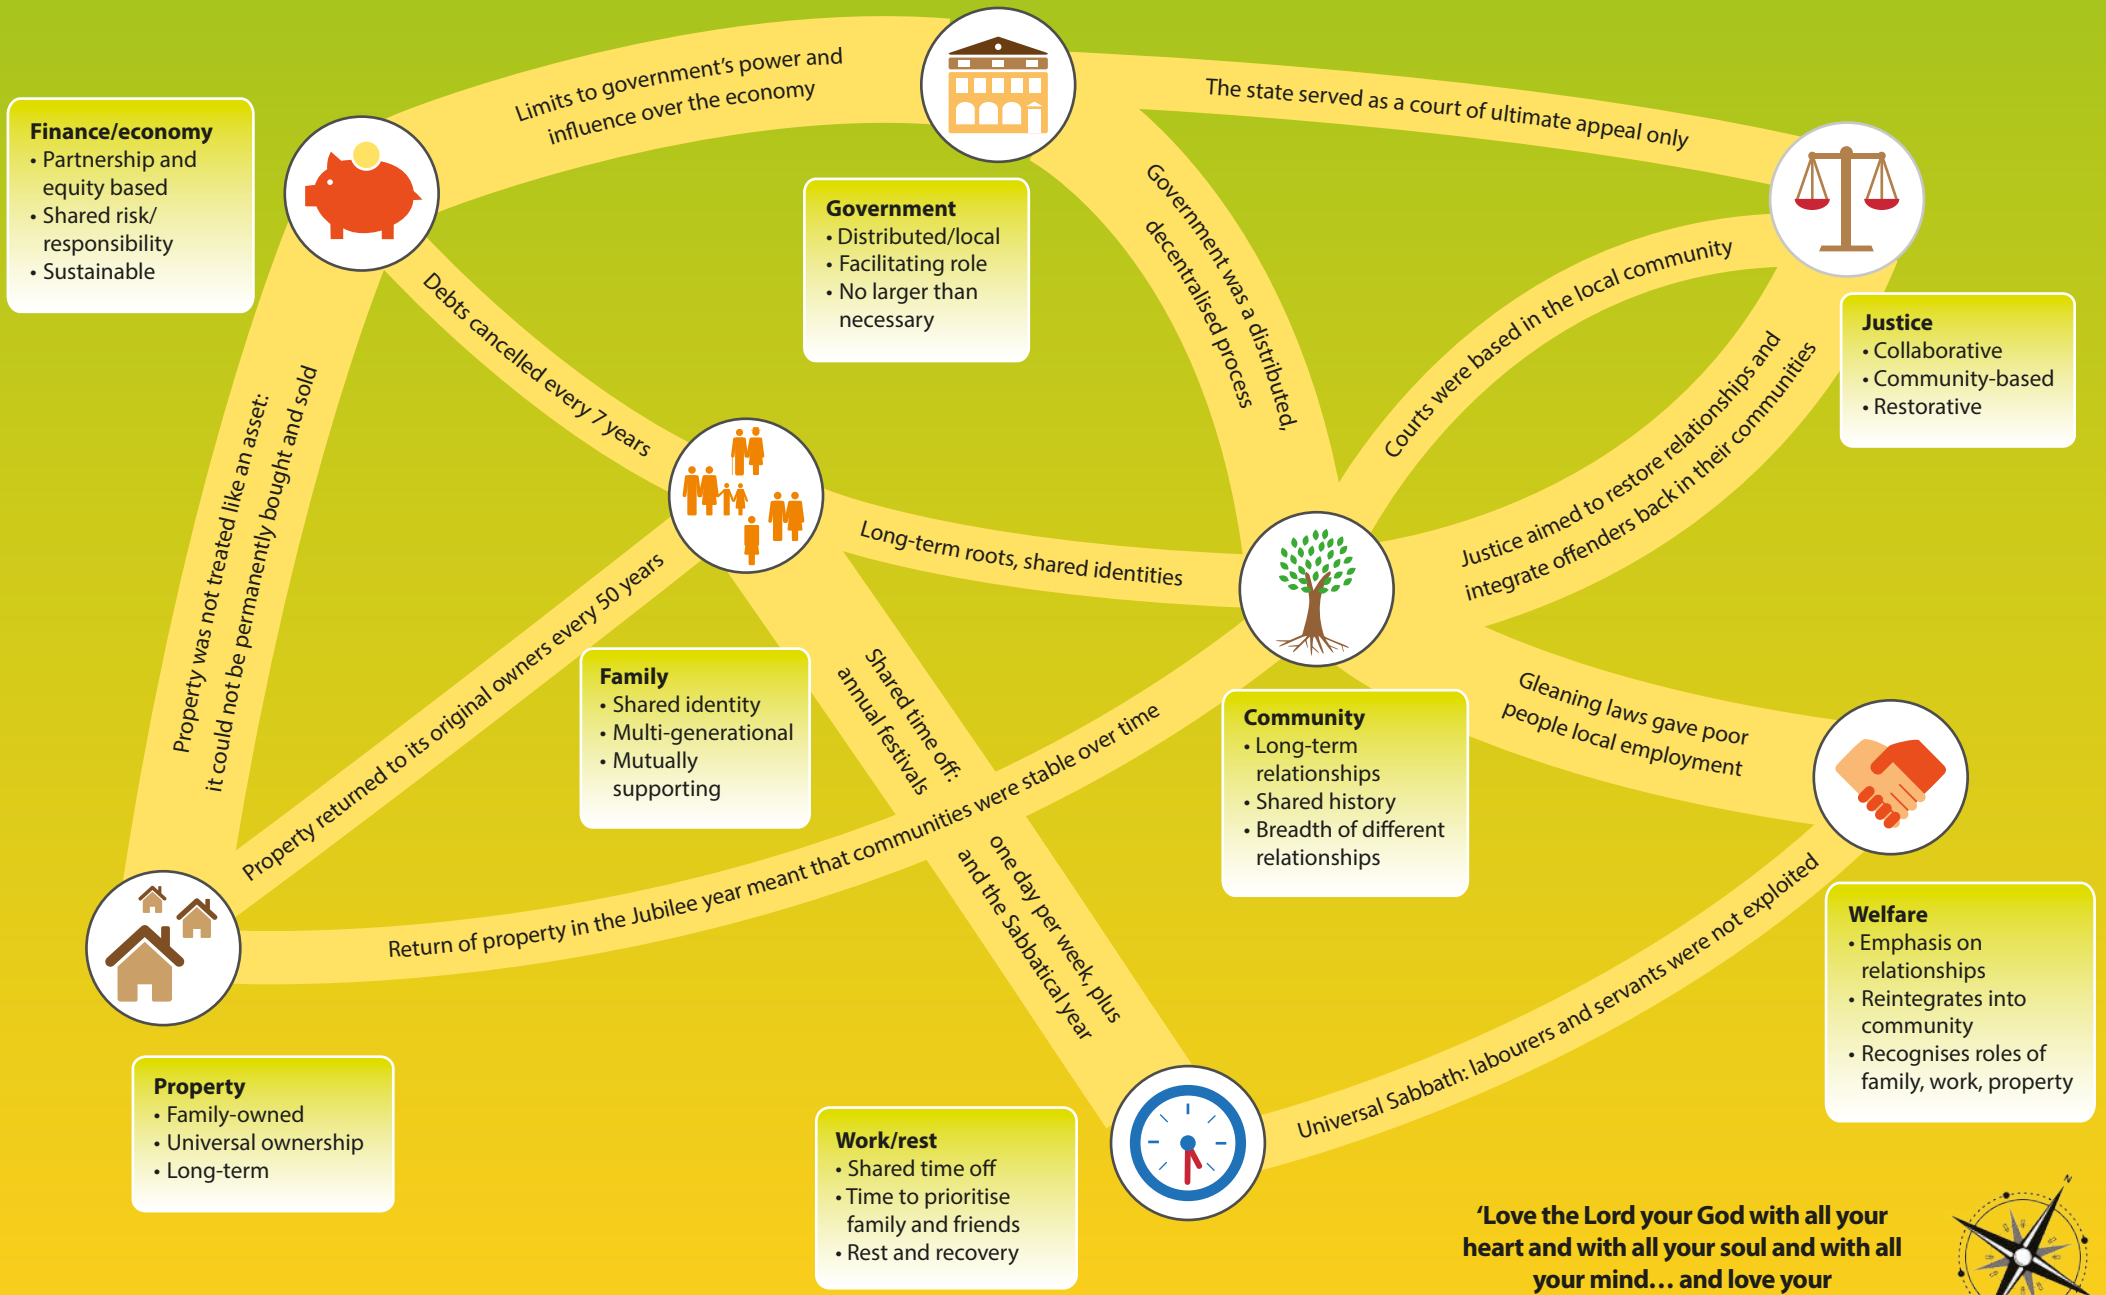 Limits to government's power and
influence over the economy
The state served as a court of ultimate appeal only
Finance/economy
• Partnership and
equity based
• Shared risk/
responsibility
• Sustainable
Government
• Distributed/local
• Facilitating role
• No larger than
necessary
Government was a distributed,
decentralised process
Courts were based in the local community
Justice
• Collaborative
• Community-based
• Restorative
Debts cancelled every 7 years
Property was not treated like an asset:
it could not be permanently bought and sold
Justice aimed to restore relationships and
integrate offenders back in their communities
Long-term roots, shared identities
Property returned to its original owners every 50 years
Family
• Shared identity
• Multi-generational
• Mutually
supporting
Shared time off: one day per week, plus
annual festivals and the Sabbatical year
Return of property in the Jubilee year meant that communities were stable over time
Community
• Long-term
relationships
• Shared history
• Breadth of different
relationships
Gleaning laws gave poor
people local employment
Universal Sabbath: labourers and servants were not exploited
Welfare
• Emphasis on
relationships
• Reintegrates into
community
• Recognises roles of
family, work, property
Property
• Family-owned
• Universal ownership
• Long-term
Work/rest
• Shared time off
• Time to prioritise
family and friends
• Rest and recovery
‘Love the Lord your God with all your
heart and with all your soul and with all
your mind… and love your
N